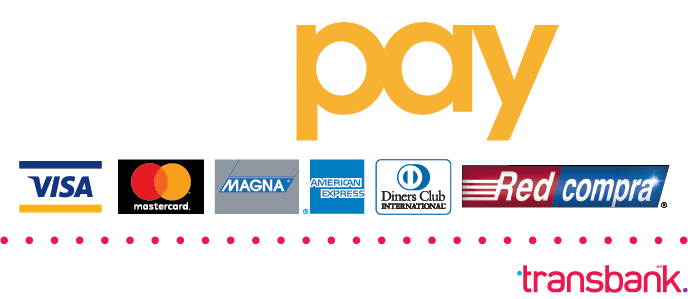 pay
VISA mastercard. MAGNA AMERICAN EXPRESS ® Diners Club INTERNATIONAL® Red compra ®
transbank.